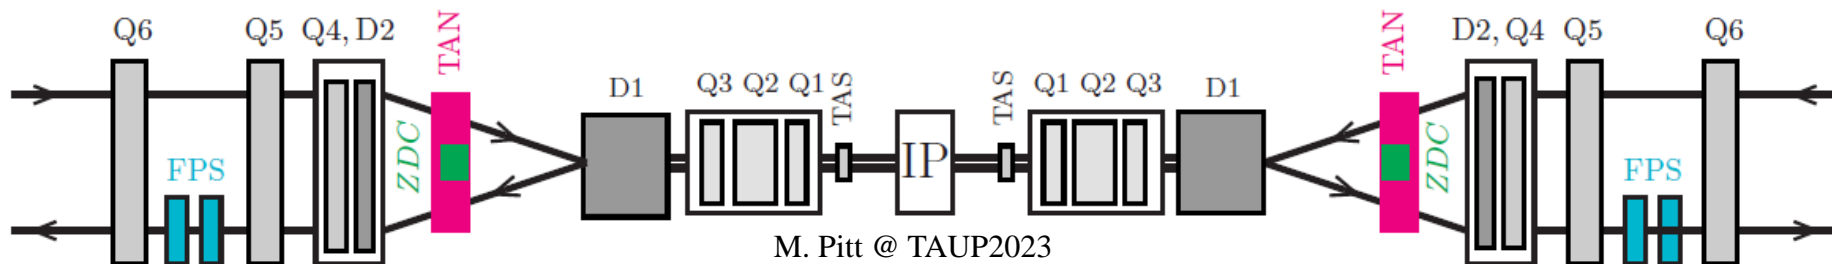 Q6 Q5 Q4, D2 TAN D1 Q3 Q2 Q1 TAS TAS Q1 Q2 Q3 D1 TAN D2, Q4 Q5 Q6
FPS ZDC IP ZDC FPS
M. Pitt @ TAUP2023